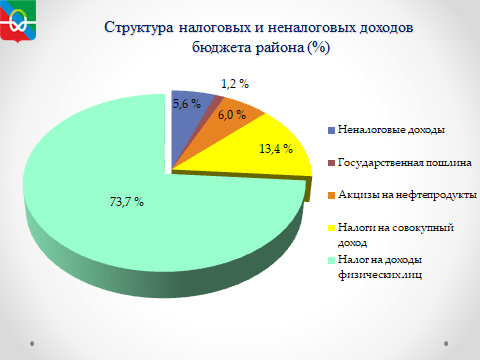 Структура налоговых и неналоговых доходов
бюджета района (%)
1,2 %
5,6 %
6,0 %
13,4 %
73,7 %
Неналоговые доходы
Государственная пошлина
Акцизы на нефтепродукты
Налоги на совокупный
доход
Налог на доходы
физических лиц